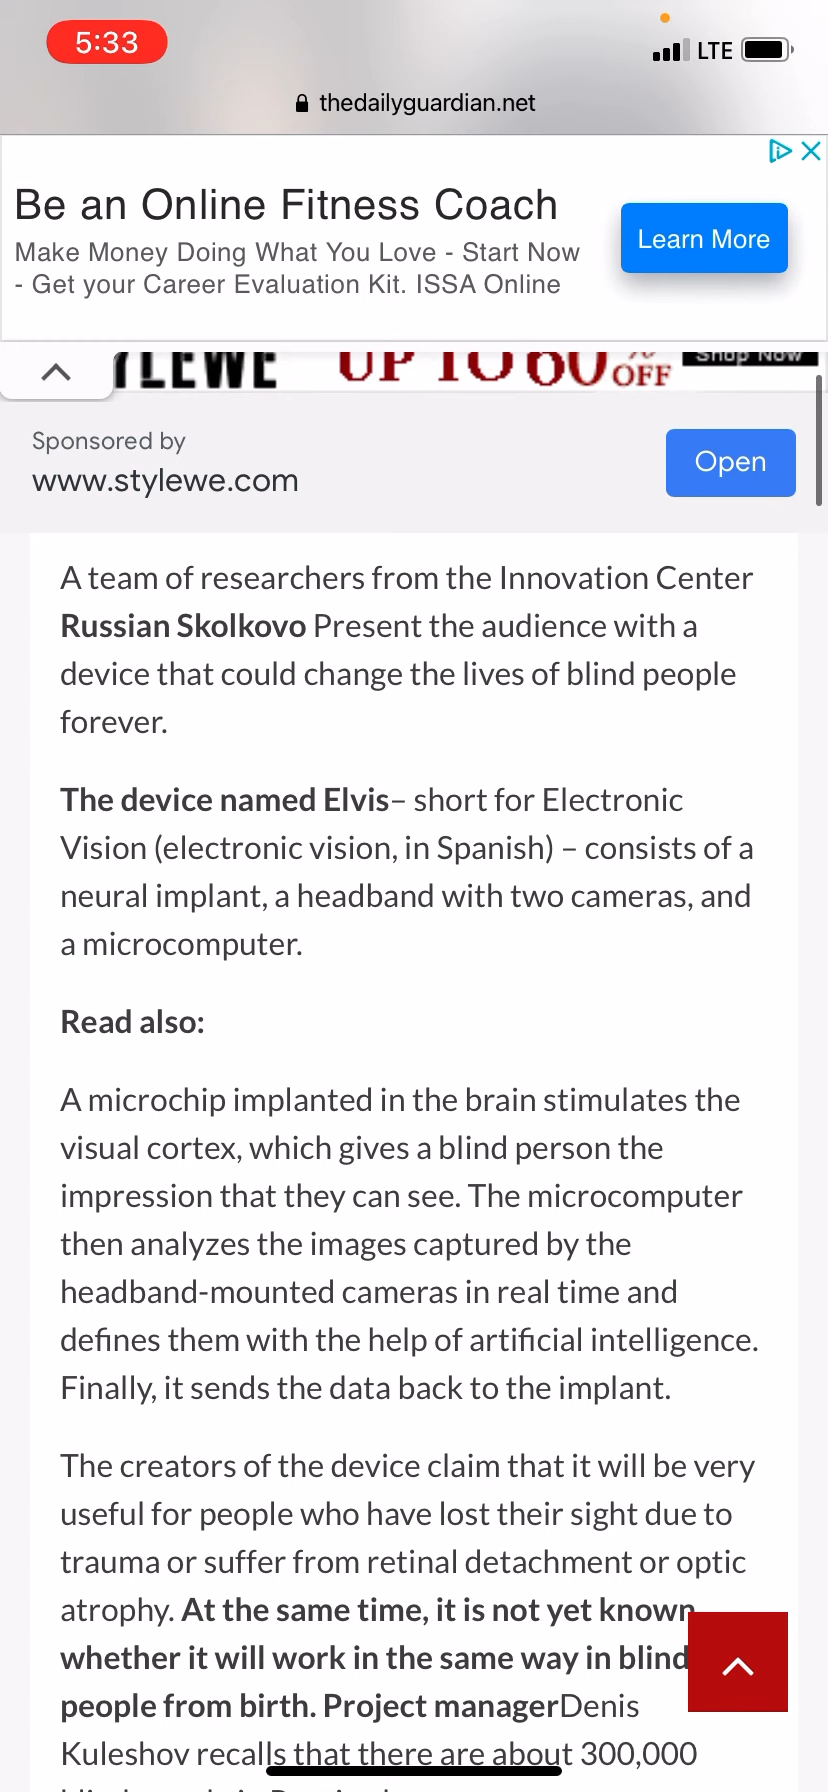 5:33
LTE
thedailyguardian.net
Be an Online Fitness Coach
Make Money Doing What You Love - Start Now
- Get your Career Evaluation Kit. ISSA Online
Learn More
UP TO 60% OFF
Shop Now
Sponsored by
www.stylewe.com
Open
A team of researchers from the Innovation Center
Russian Skolkovo Present the audience with a
device that could change the lives of blind people
forever.
The device named Elvis– short for Electronic
Vision (electronic vision, in Spanish) – consists of a
neural implant, a headband with two cameras, and
a microcomputer.
Read also:
A microchip implanted in the brain stimulates the
visual cortex, which gives a blind person the
impression that they can see. The microcomputer
then analyzes the images captured by the
headband-mounted cameras in real time and
defines them with the help of artificial intelligence.
Finally, it sends the data back to the implant.
The creators of the device claim that it will be very
useful for people who have lost their sight due to
trauma or suffer from retinal detachment or optic
atrophy. At the same time, it is not yet known
whether it will work in the same way in blind
people from birth. Project managerDenis
Kuleshov recalls that there are about 300,000